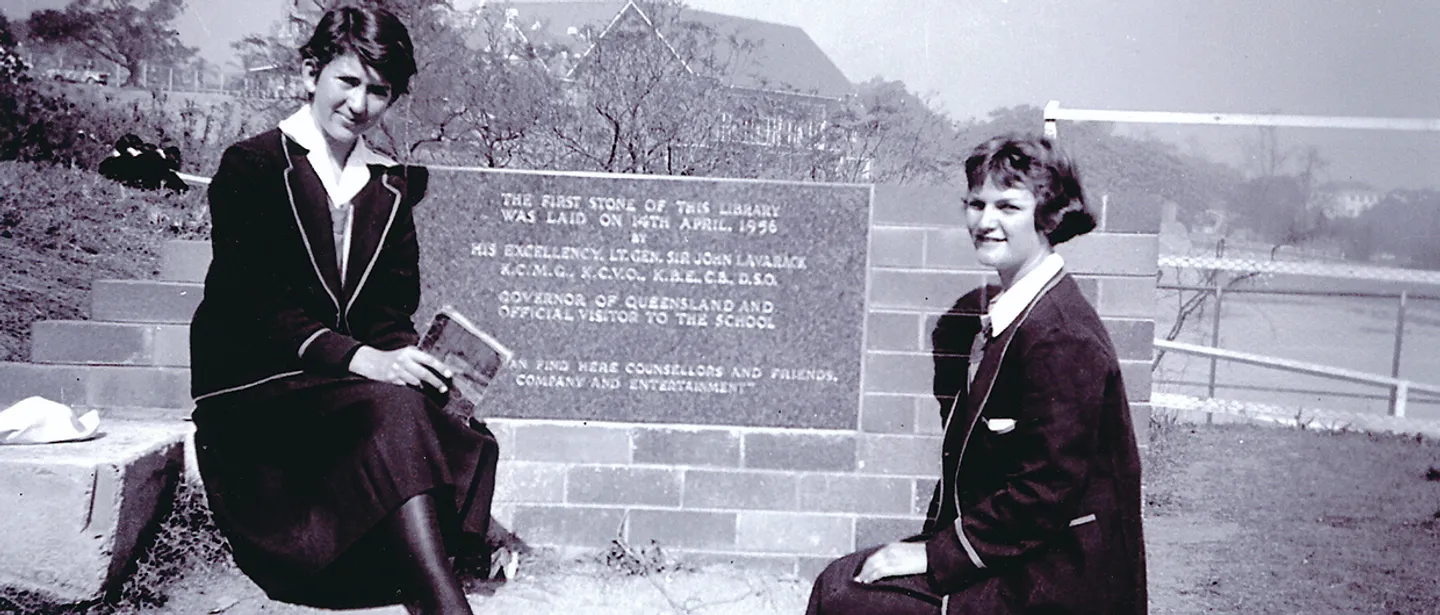 THE FIRST STONE OF THIS LIBRARY
WAS LAID ON 14TH APRIL, 1956
BY
HIS EXCELLENCY, LT. GEN. SIR JOHN LAVARACK
K.C.M.G., K.C.V.O., K.B.E., C.B., D.S.O.
GOVERNOR OF QUEENSLAND AND
OFFICIAL VISITOR TO THE SCHOOL
FIND HERE COUNSELLORS AND FRIENDS,
COMPANY AND ENTERTAINMENT"